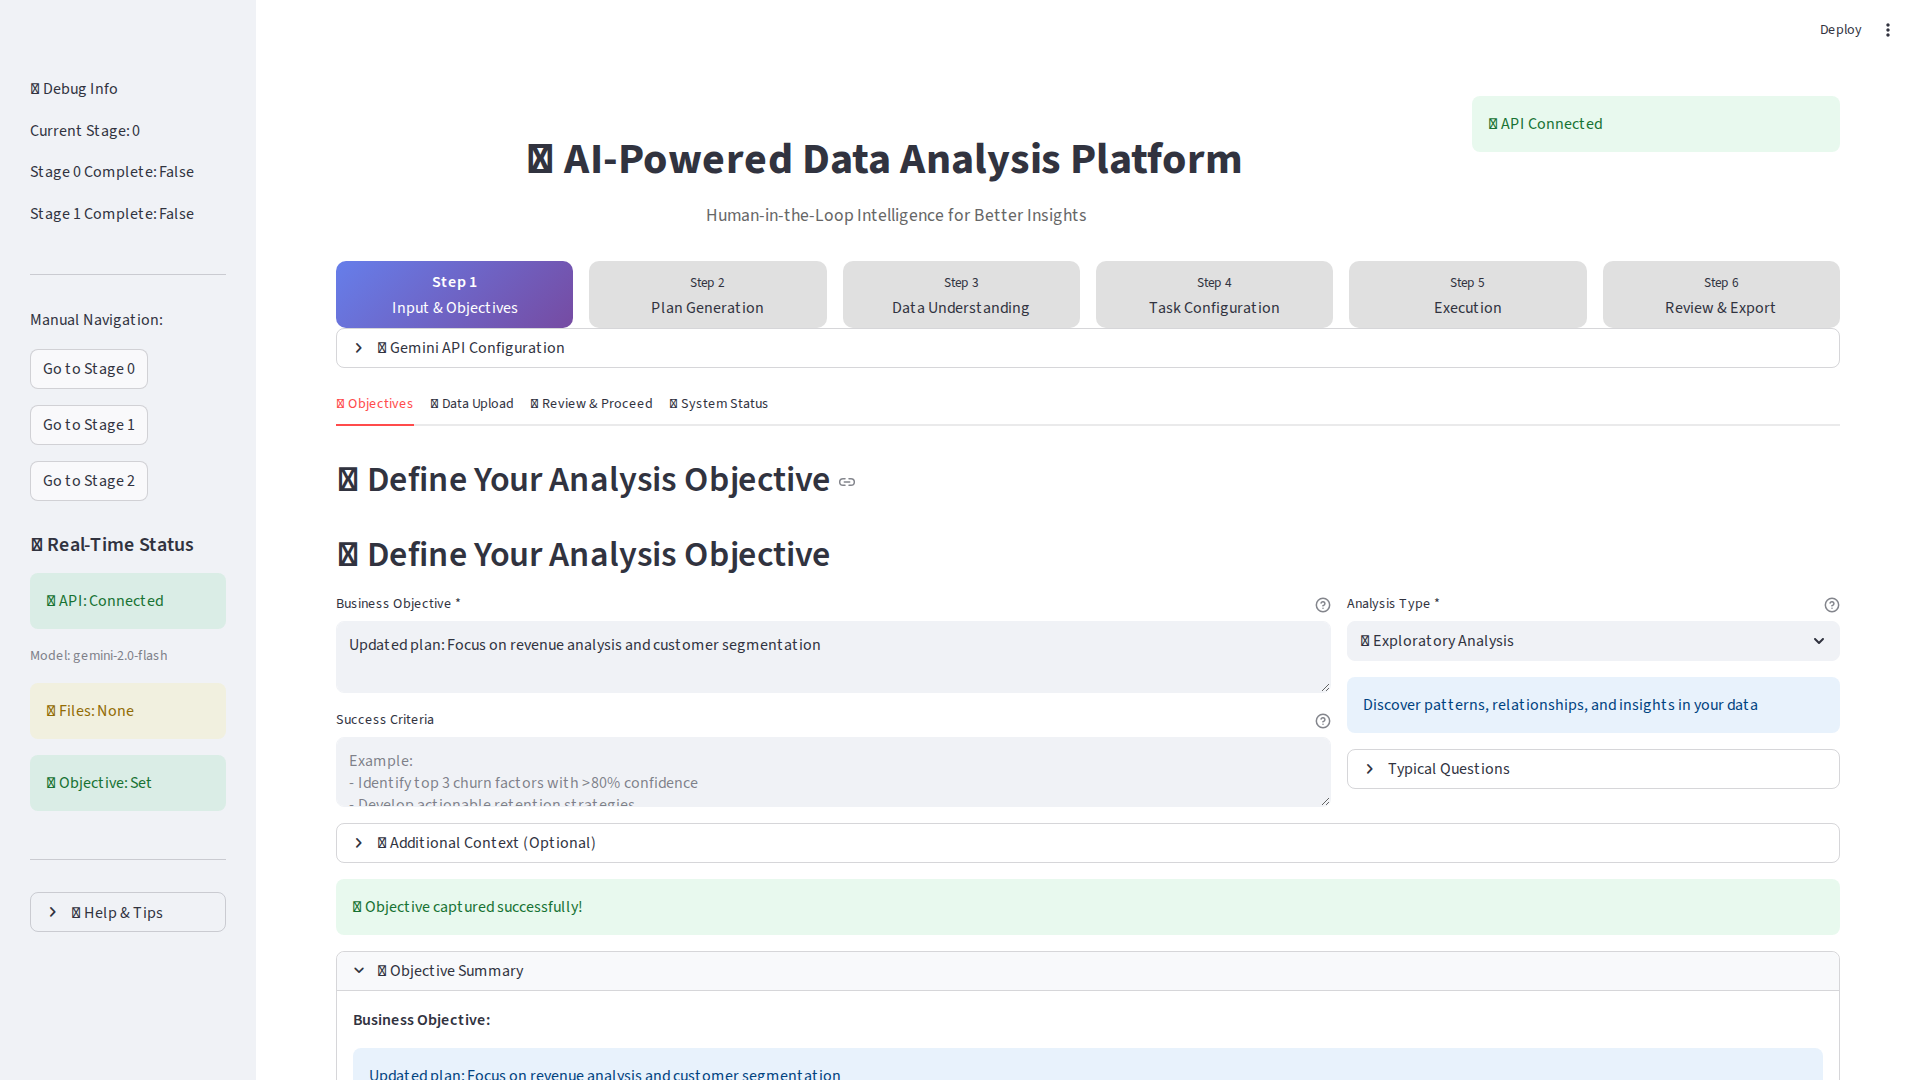 Deploy
Debug Info
Current Stage: 0
Stage 0 Complete: False
Stage 1 Complete: False
Manual Navigation:
Go to Stage 0
Go to Stage 1
Go to Stage 2
Real-Time Status
API: Connected
Model: gemini-2.0-flash
Files: None
Objective: Set
Help & Tips
API Connected
AI-Powered Data Analysis Platform
Human-in-the-Loop Intelligence for Better Insights
Step 1
Input & Objectives
Step 2
Plan Generation
Step 3
Data Understanding
Step 4
Task Configuration
Step 5
Execution
Step 6
Review & Export
Gemini API Configuration
Objectives
Data Upload
Review & Proceed
System Status
Define Your Analysis Objective
Define Your Analysis Objective
Business Objective *
Updated plan: Focus on revenue analysis and customer segmentation
Success Criteria
Example:
- Identify top 3 churn factors with >80% confidence
- Develop actionable retention strategies
Analysis Type *
Exploratory Analysis
Discover patterns, relationships, and insights in your data
Typical Questions
Additional Context (Optional)
Objective captured successfully!
Objective Summary
Business Objective:
Updated plan: Focus on revenue analysis and customer segmentation